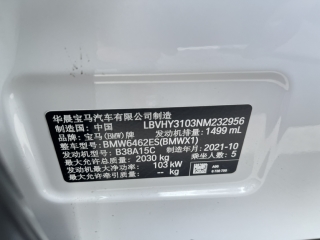 华晨宝马汽车有限公司制造
制造国: 中国 LBVHY3103NM232956
品牌: 宝马(BMW)牌 发动机排量: 1499 mL
整车型号: BMW6462ES(BMWX1)
发动机型号: B38A15C 制造年月: 2021-10
最大允许总质量: 2030 kg 乘坐人数: 5
发动机最大净功率: 103 kW
最大允许牵引质量: -- kg